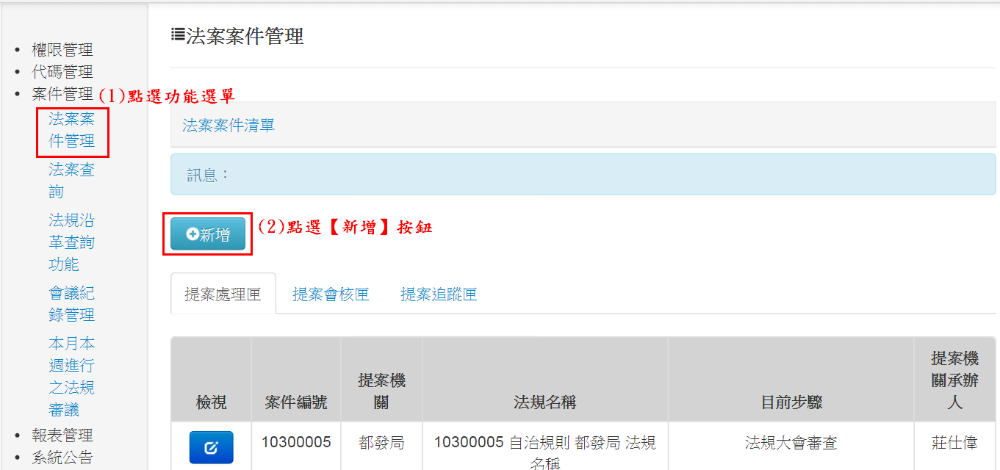 權限管理
代碼管理
案件管理
(1)點選功能選單
法案案
件管理
法案查
詢
法規沿
革查詢
功能
會議紀
錄管理
本月本
週進行
之法規
審議
報表管理
系統公告
法案案件管理
法案案件清單
訊息：
新增
(2)點選【新增】按鈕
提案處理匣 提案會核匣 提案追蹤匣
檢視
案件編號
提案機
關
法規名稱
目前步驟
提案機
關承辦
人
10300005
都發局
10300005 自治規則 都發局 法規
名稱
法規大會審查
莊仕偉